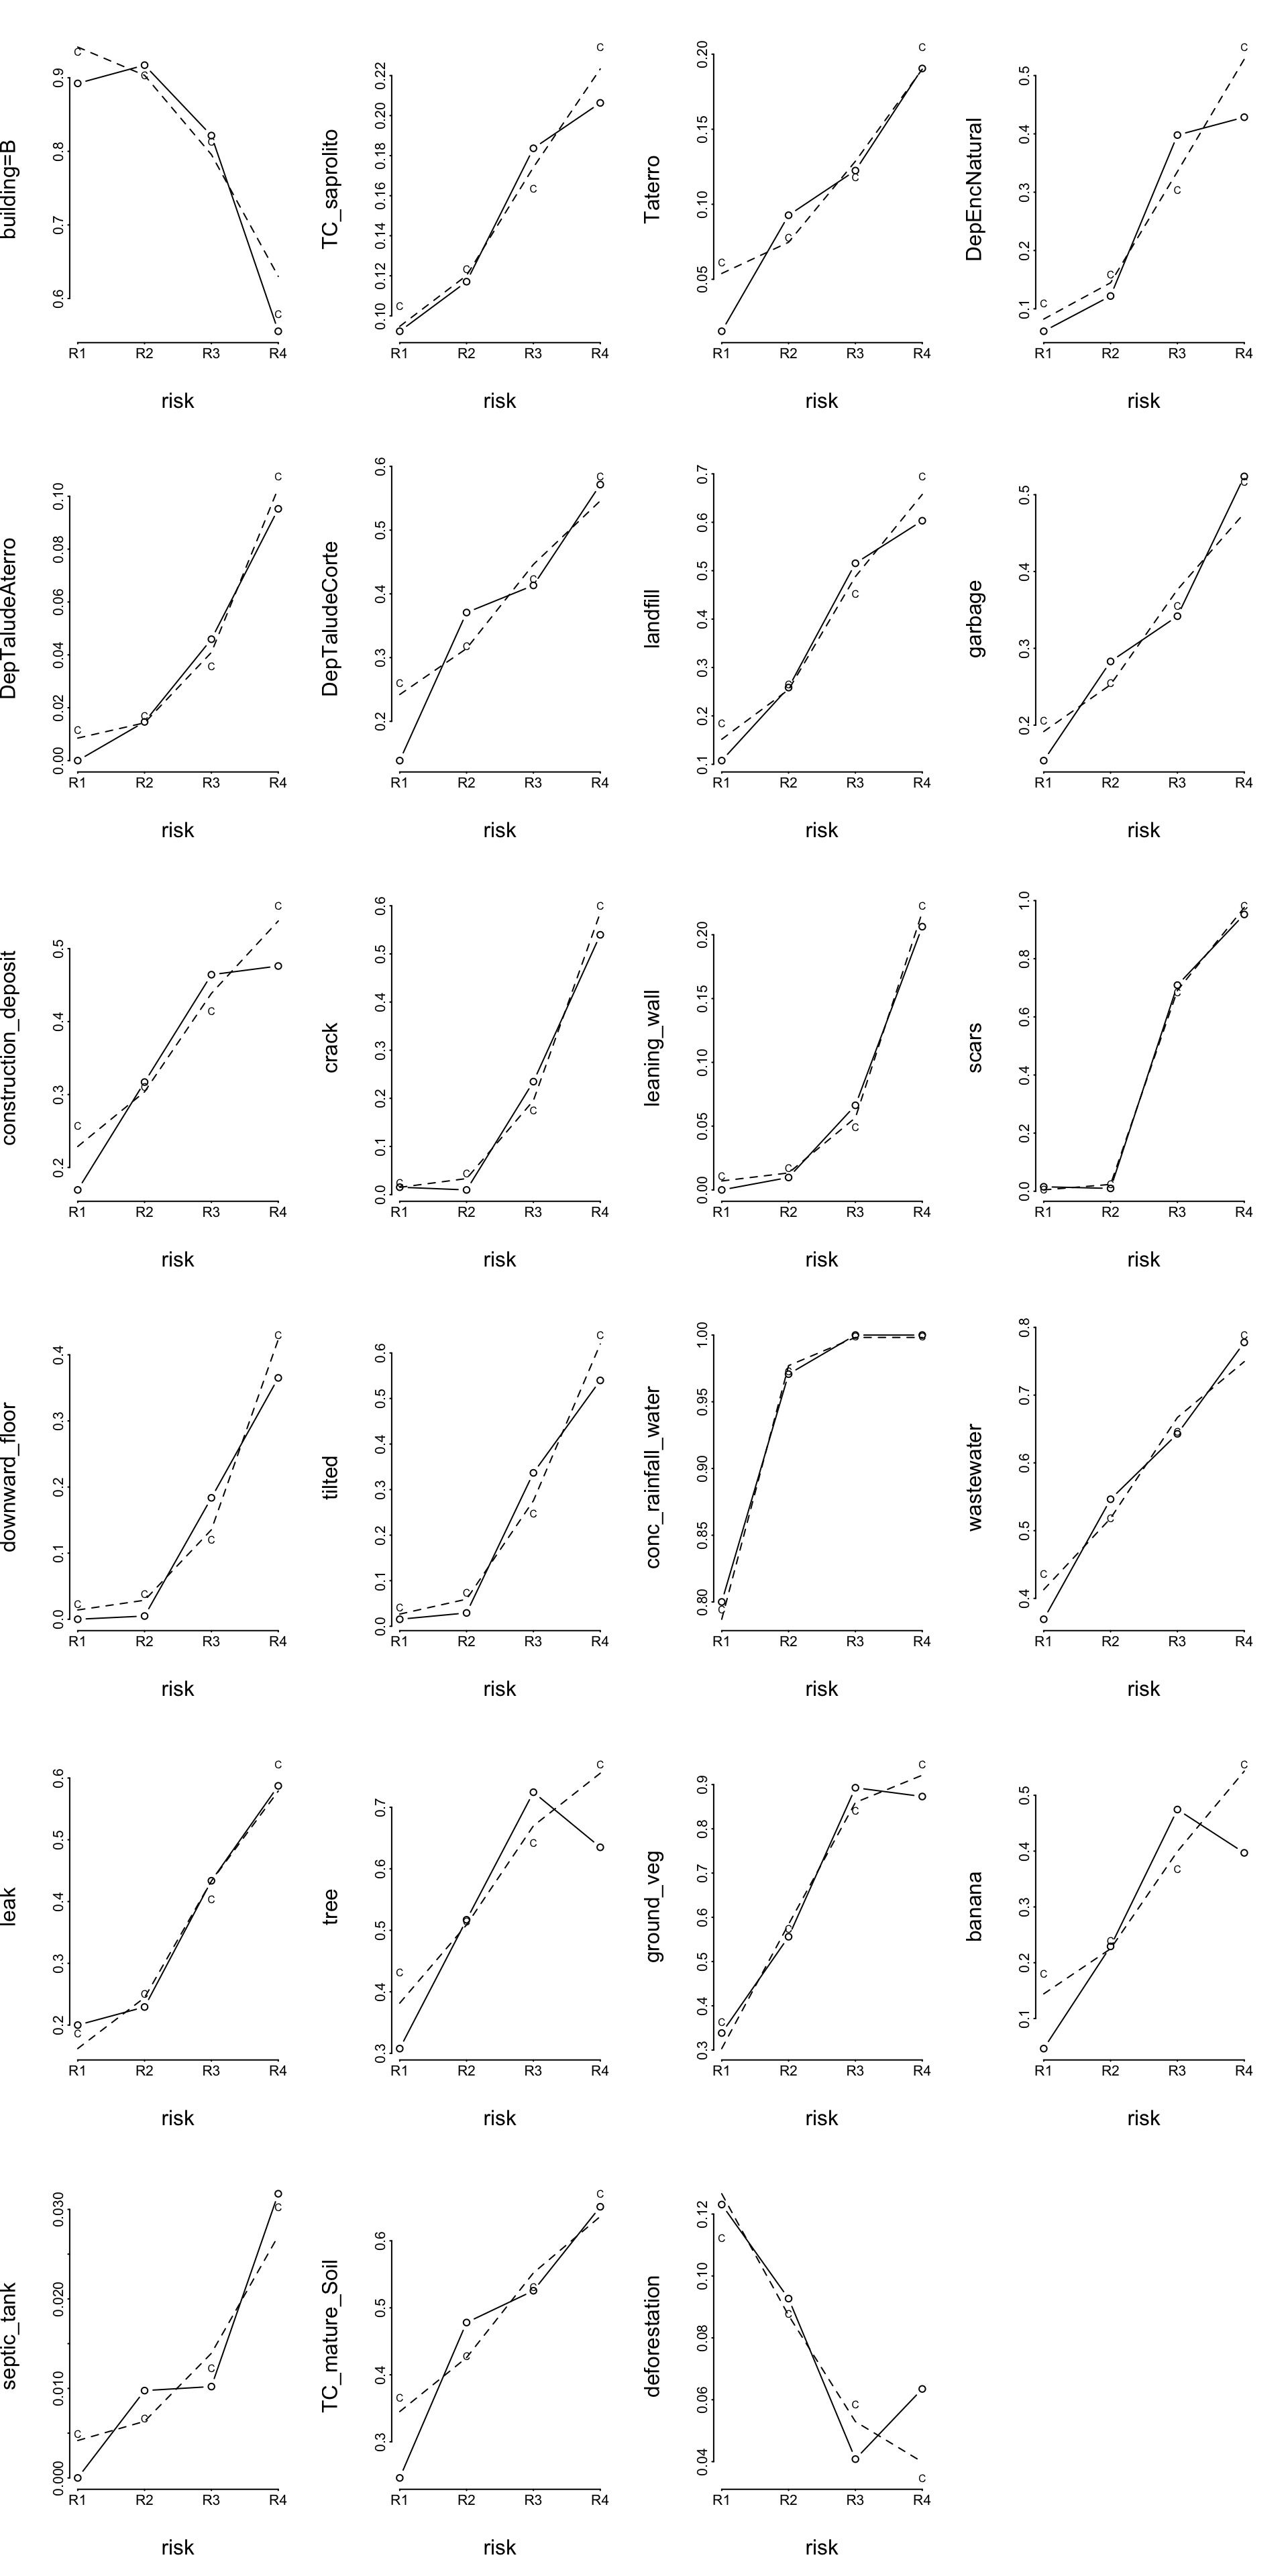 building=B
0.6 0.7 0.8 0.9
C C C C
R1 R2 R3 R4
risk
TC_saprolito
0.10 0.12 0.14 0.16 0.18 0.20 0.22
C C C C
R1 R2 R3 R4
risk
Taterro
0.05 0.10 0.15 0.20
C C C C
R1 R2 R3 R4
risk
DepEncNatural
0.1 0.2 0.3 0.4 0.5
C C C C
R1 R2 R3 R4
risk
DepTaludeAterro
0.00 0.02 0.04 0.06 0.08 0.10
C C C C
R1 R2 R3 R4
risk
DepTaludeCorte
0.2 0.3 0.4 0.5 0.6
C C C C
R1 R2 R3 R4
risk
landfill
0.1 0.2 0.3 0.4 0.5 0.6 0.7
C C C C
R1 R2 R3 R4
risk
garbage
0.2 0.3 0.4 0.5
C C C C
R1 R2 R3 R4
risk
construction_deposit
0.2 0.3 0.4 0.5
C C C C
R1 R2 R3 R4
risk
crack
0.0 0.1 0.2 0.3 0.4 0.5 0.6
C C C C
R1 R2 R3 R4
risk
leaning_wall
0.00 0.05 0.10 0.15 0.20
C C C C
R1 R2 R3 R4
risk
scars
0.0 0.2 0.4 0.6 0.8 1.0
C C C C
R1 R2 R3 R4
risk
downward_floor
0.0 0.1 0.2 0.3 0.4
C C C C
R1 R2 R3 R4
risk
tilted
0.0 0.1 0.2 0.3 0.4 0.5 0.6
C C C C
R1 R2 R3 R4
risk
conc_rainfall_water
0.80 0.85 0.90 0.95 1.00
C C C C
R1 R2 R3 R4
risk
wastewater
0.4 0.5 0.6 0.7 0.8
C C C C
R1 R2 R3 R4
risk
leak
0.2 0.3 0.4 0.5 0.6
C C C C
R1 R2 R3 R4
risk
tree
0.3 0.4 0.5 0.6 0.7
C C C C
R1 R2 R3 R4
risk
ground_veg
0.3 0.4 0.5 0.6 0.7 0.8 0.9
C C C C
R1 R2 R3 R4
risk
banana
0.1 0.2 0.3 0.4 0.5
C C C C
R1 R2 R3 R4
risk
septic_tank
0.000 0.010 0.020 0.030
C C C C
R1 R2 R3 R4
risk
TC_mature_Soil
0.3 0.4 0.5 0.6
C C C C
R1 R2 R3 R4
risk
deforestation
0.04 0.06 0.08 0.10 0.12
C C C C
R1 R2 R3 R4
risk